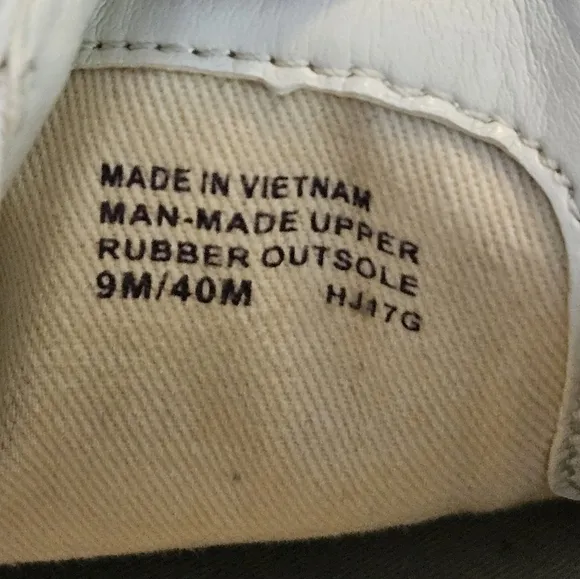 MADE IN VIETNAM
MAN-MADE UPPER
RUBBER OUTSOLE
9M/40M HJ17G